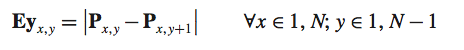 Ey_{x,y} = |P_{x,y} − P_{x,y+1}| ∀x ∈ 1, N; y ∈ 1, N − 1